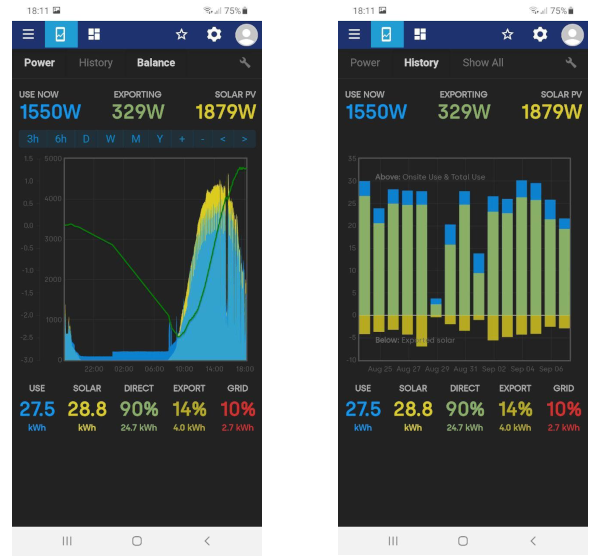 18:11 75%
Power History Balance
USE NOW EXPORTING SOLAR PV
1550W 329W 1879W
3h 6h D W M Y + - < >
1.5 5000
1.0
0.5 4000
0.0
-0.5 3000
-1.0 2000
-1.5
-2.0 1000
-2.5
-3.0 0
22:00 02:00 06:00 10:00 14:00 18:00
USE SOLAR DIRECT EXPORT GRID
27.5 28.8 90% 14% 10%
kWh kWh 24.7 kWh 4.0 kWh 2.7 kWh
18:11 75%
Power History Show All
USE NOW EXPORTING SOLAR PV
1550W 329W 1879W
35
Above: Onsite Use & Total Use
30
25
20
15
10
5
0
-5
Below: Exported solar
-10
Aug 25 Aug 27 Aug 29 Aug 31 Sep 02 Sep 04 Sep 06
USE SOLAR DIRECT EXPORT GRID
27.5 28.8 90% 14% 10%
kWh kWh 24.7 kWh 4.0 kWh 2.7 kWh